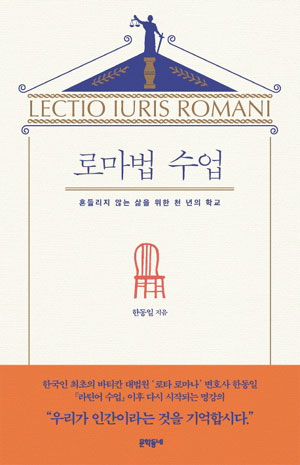 LECTIO IURIS ROMANI
로마법 수업
흔들리지 않는 삶을 위한 천 년의 학교
한동일 지음
한국인 최초의 바티칸 대법원 '로타 로마나' 변호사 한동일
『라틴어 수업』 이후 다시 시작되는 명강의
“우리가 인간이라는 것을 기억합시다.”
문학동네